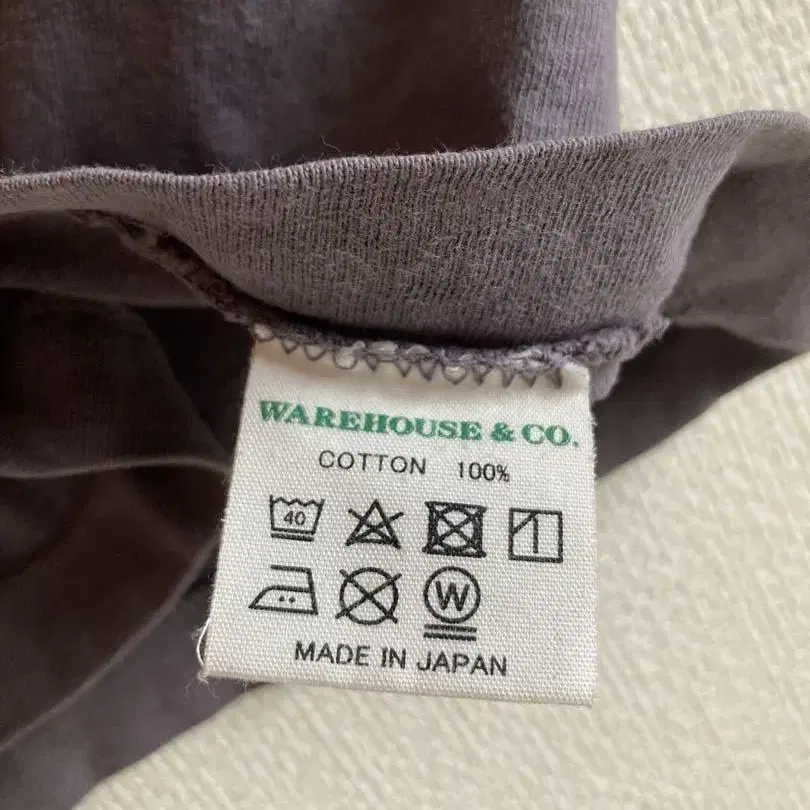 WAREHOUSE & CO.
COTTON 100%
40
W
MADE IN JAPAN